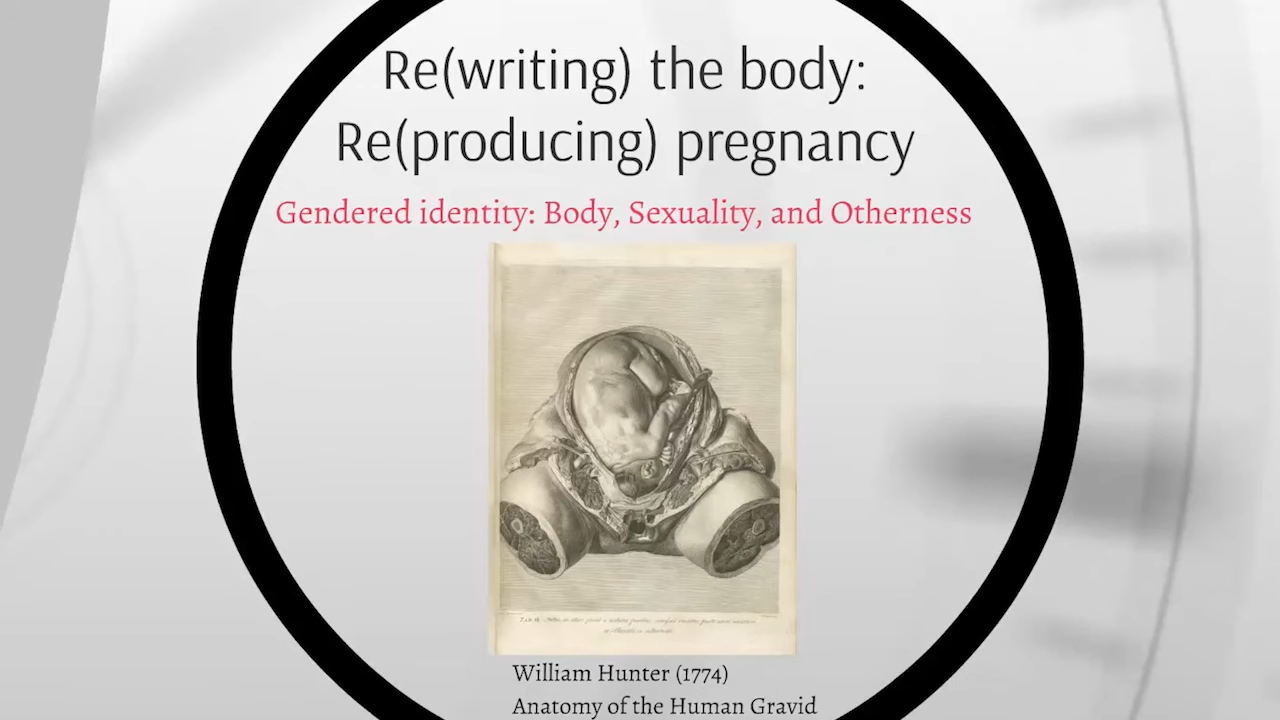 Re(writing) the body:
Re(producing) pregnancy
Gendered identity: Body, Sexuality, and Otherness
William Hunter (1774)
Anatomy of the Human Gravid